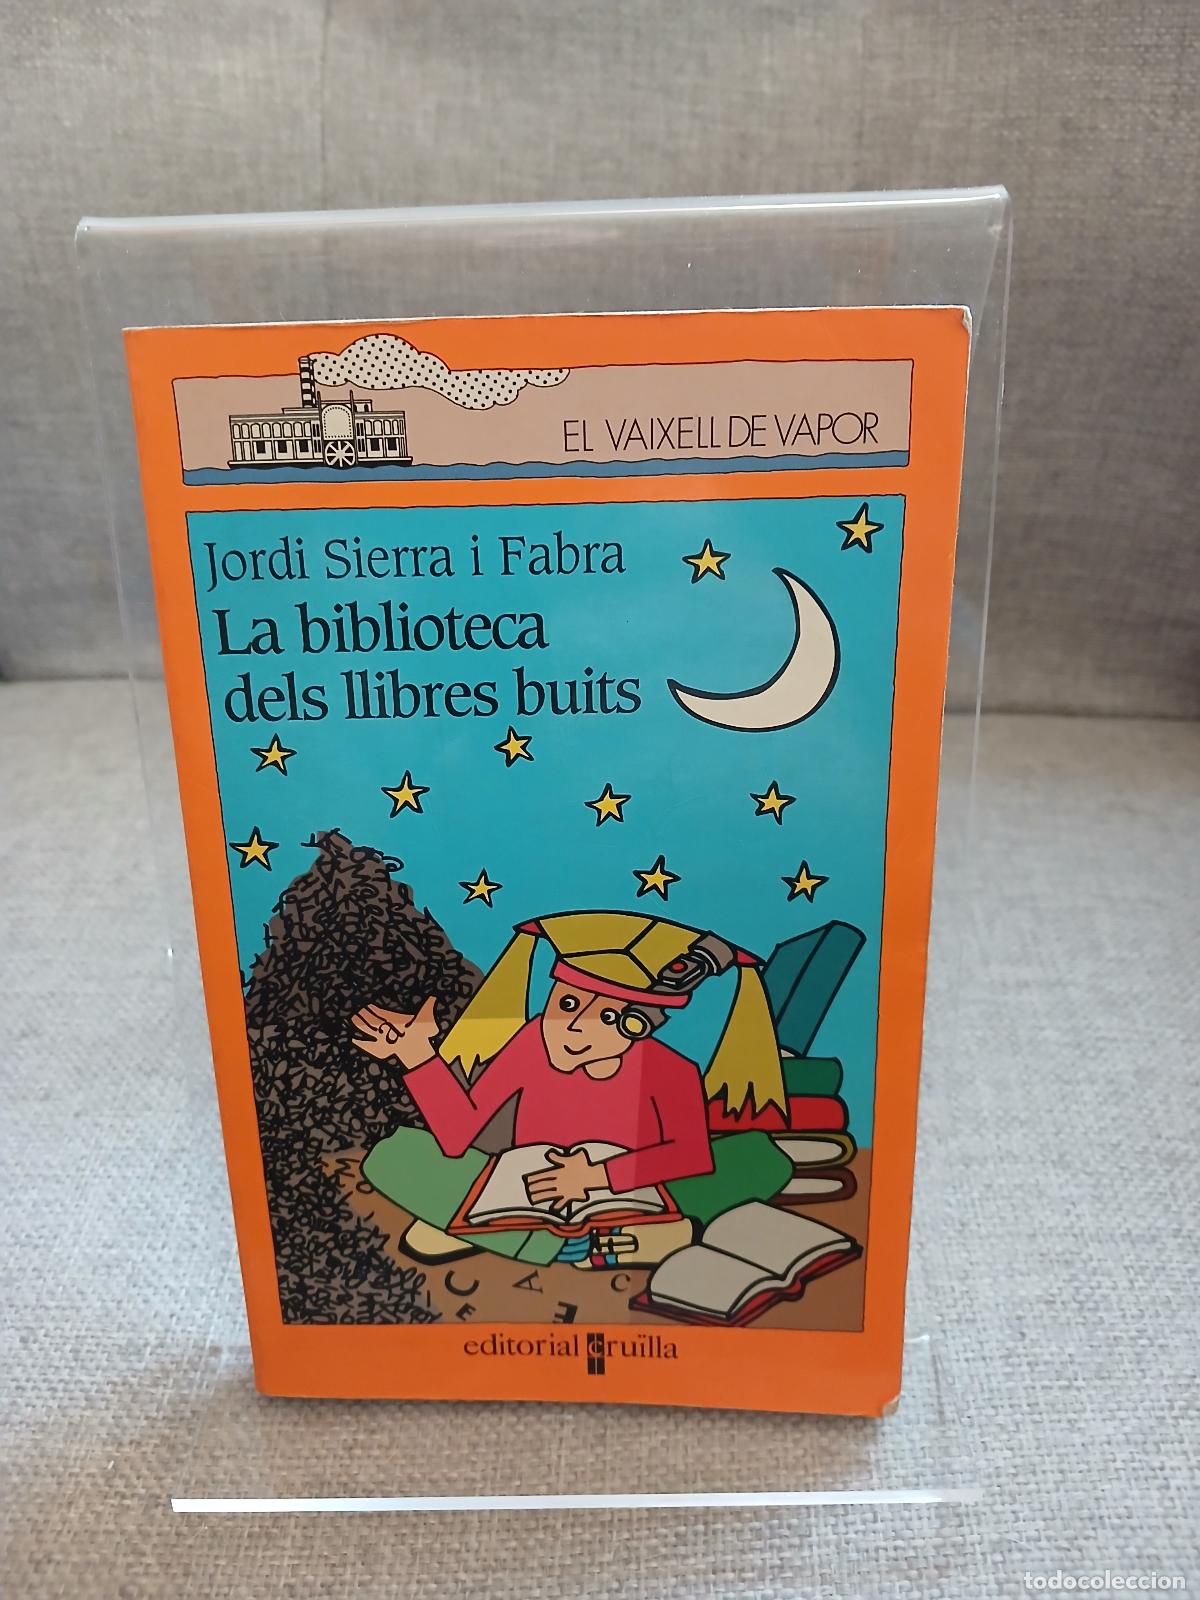 EL VAIXELL DE VAPOR
Jordi Sierra i Fabra
La biblioteca
dels llibres buits
a
C A C
E E
editorial cruïlla
todocoleccion